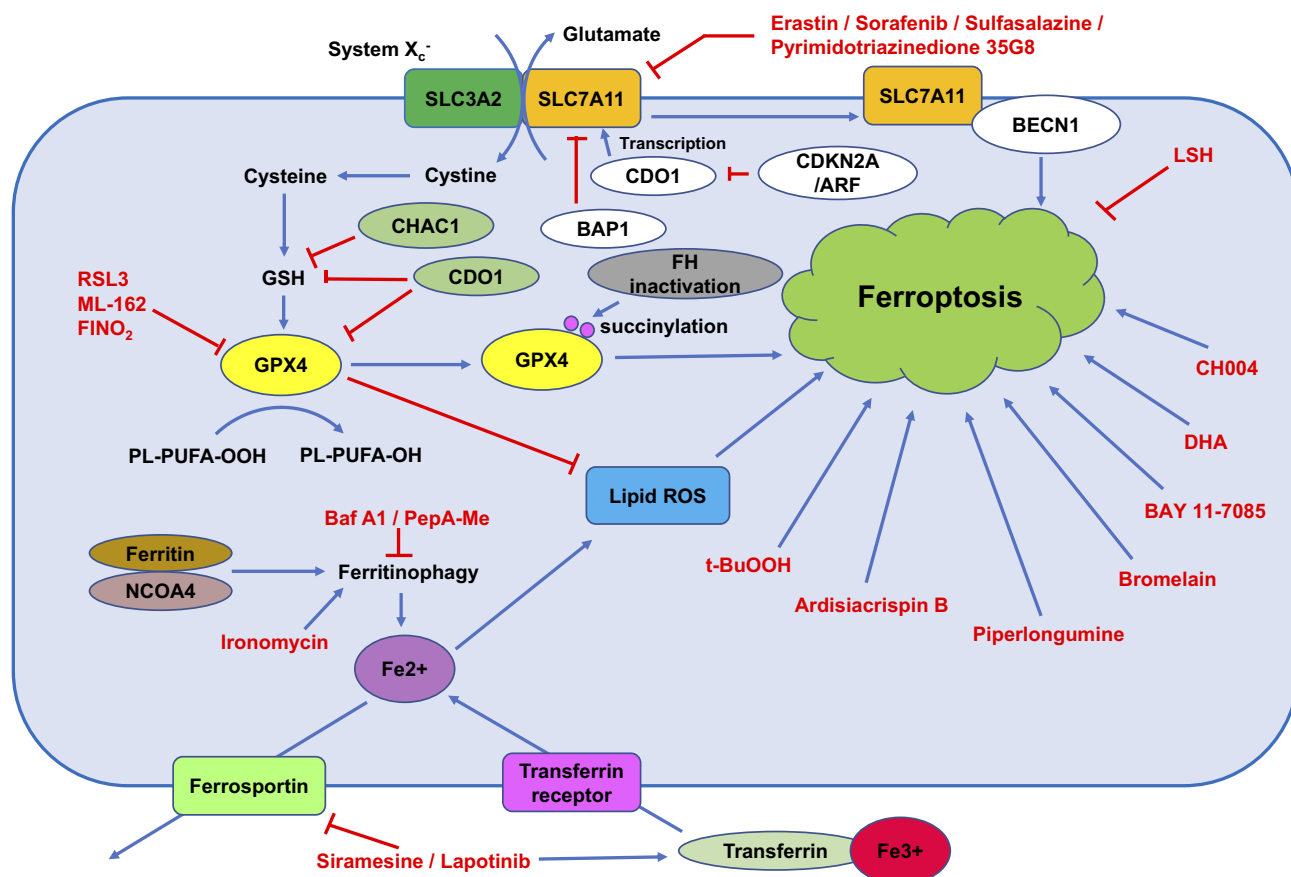 Erastin / Sorafenib / Sulfasalazine /
Pyrimidotriazinedione 35G8
System Xc-
Glutamate
SLC3A2
SLC7A11
SLC7A11
BECN1
Transcription
CDO1
CDKN2A
/ARF
LSH
Cysteine
Cystine
CHAC1
BAP1
GSH
CDO1
FH
inactivation
RSL3
ML-162
FINO2
Ferroptosis
succinylation
GPX4
GPX4
CH004
PL-PUFA-OOH
PL-PUFA-OH
DHA
Lipid ROS
BAY 11-7085
Baf A1 / PepA-Me
Ferritin
NCOA4
Ferritinophagy
t-BuOOH
Bromelain
Ardisiacrispin B
Piperlongumine
Ironomycin
Fe2+
Ferrosportin
Transferrin
receptor
Siramesine / Lapotinib
Transferrin
Fe3+